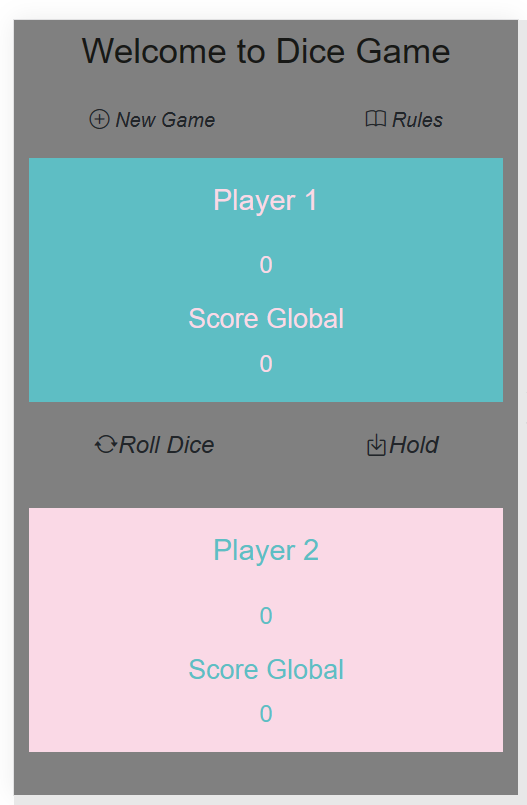 Welcome to Dice Game
New Game Rules
Player 1
0
Score Global
0
Roll Dice Hold
Player 2
0
Score Global
0